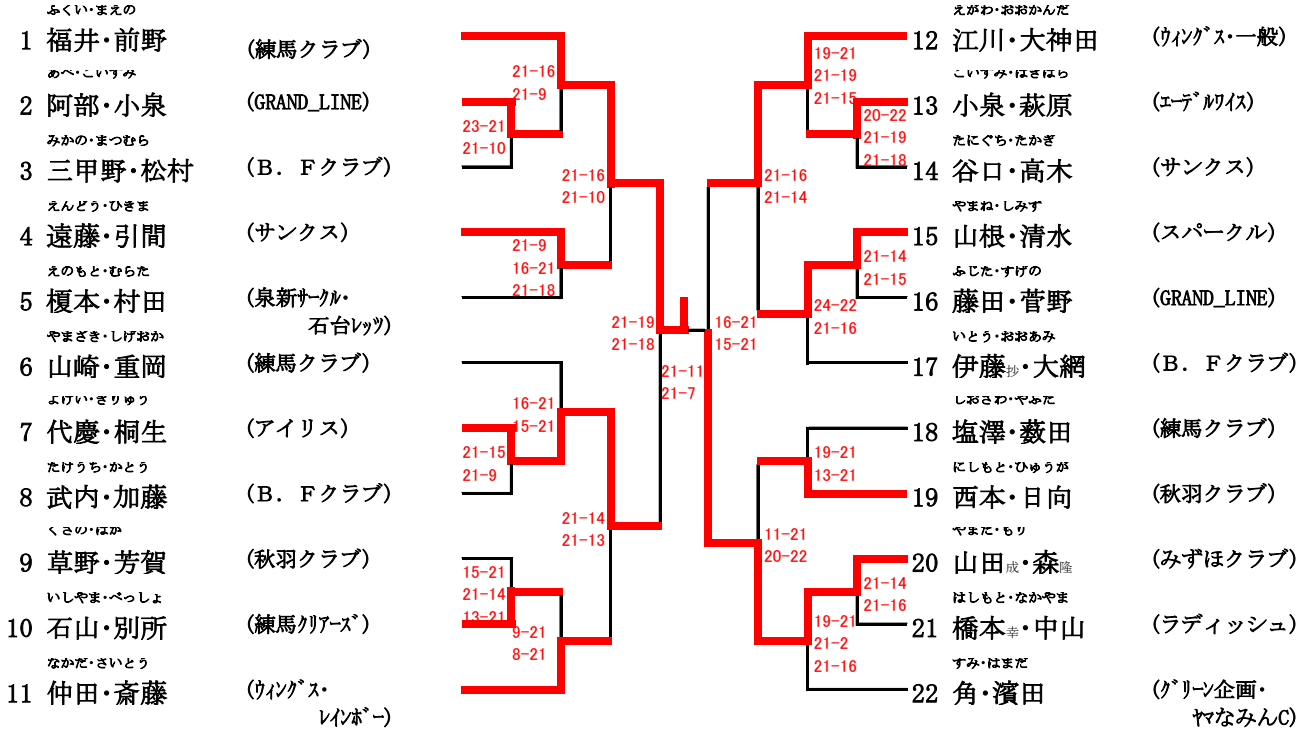 ふくい・まえの
1 福井・前野 (練馬クラブ)
あべ・こいずみ
2 阿部・小泉 (GRAND_LINE)
みかの・まつむら
3 三甲野・松村 (Ｂ．Ｆクラブ)
えんどう・ひきま
4 遠藤・引間 (サンクス)
えのもと・むらた
5 榎本・村田 (泉新ｻｰｸﾙ・
石台ﾚｯﾂ)
やまざき・しげおか
6 山崎・重岡 (練馬クラブ)
よけい・きりゅう
7 代慶・桐生 (アイリス)
たけうち・かとう
8 武内・加藤 (Ｂ．Ｆクラブ)
くさの・はが
9 草野・芳賀 (秋羽クラブ)
いしやま・べっしょ
10 石山・別所 (練馬ｸﾘｱｰｽﾞ)
なかだ・さいとう
11 仲田・斎藤 (ｳｨﾝｸﾞｽ・
ﾚｲﾝﾎﾞｰ)
21-16
21-9
23-21
21-10
21-16
21-10
21-9
16-21
21-18
21-19
21-18
16-21
15-21
21-15
21-9
21-14
21-13
15-21
21-14
13-21
9-21
8-21
21-11
21-7
16-21
15-21
19-21
21-19
21-15
20-22
21-19
21-18
21-16
21-14
21-14
21-15
24-22
21-16
19-21
13-21
11-21
20-22
21-14
21-16
19-21
21-2
21-16
えがわ・おおかんだ
12 江川・大神田 (ｳｨﾝｸﾞｽ・一般)
こいずみ・はぎはら
13 小泉・萩原 (ｴｰﾃﾞﾙﾜｲｽ)
たにぐち・たかぎ
14 谷口・高木 (サンクス)
やまね・しみず
15 山根・清水 (スパークル)
ふじた・すげの
16 藤田・菅野 (GRAND_LINE)
いとう・おおあみ
17 伊藤抄・大網 (Ｂ．Ｆクラブ)
しおざわ・やぶた
18 塩澤・薮田 (練馬クラブ)
にしもと・ひゅうが
19 西本・日向 (秋羽クラブ)
やまだ・もり
20 山田成・森隆 (みずほクラブ)
はしもと・なかやま
21 橋本幸・中山 (ラディッシュ)
すみ・はまだ
22 角・濱田 (ｸﾞﾘｰﾝ企画・
ﾔﾏなみんC)